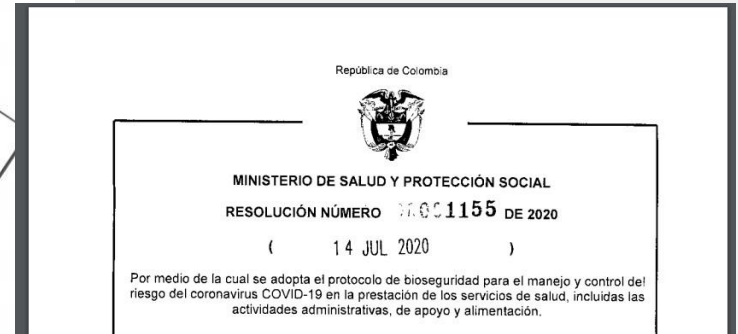 República de Colombia
MINISTERIO DE SALUD Y PROTECCIÓN SOCIAL
RESOLUCIÓN NÚMERO 1155 DE 2020
( 14 JUL 2020 )
Por medio de la cual se adopta el protocolo de bioseguridad para el manejo y control del
riesgo del coronavirus COVID-19 en la prestación de los servicios de salud, incluidas las
actividades administrativas, de apoyo y alimentación.